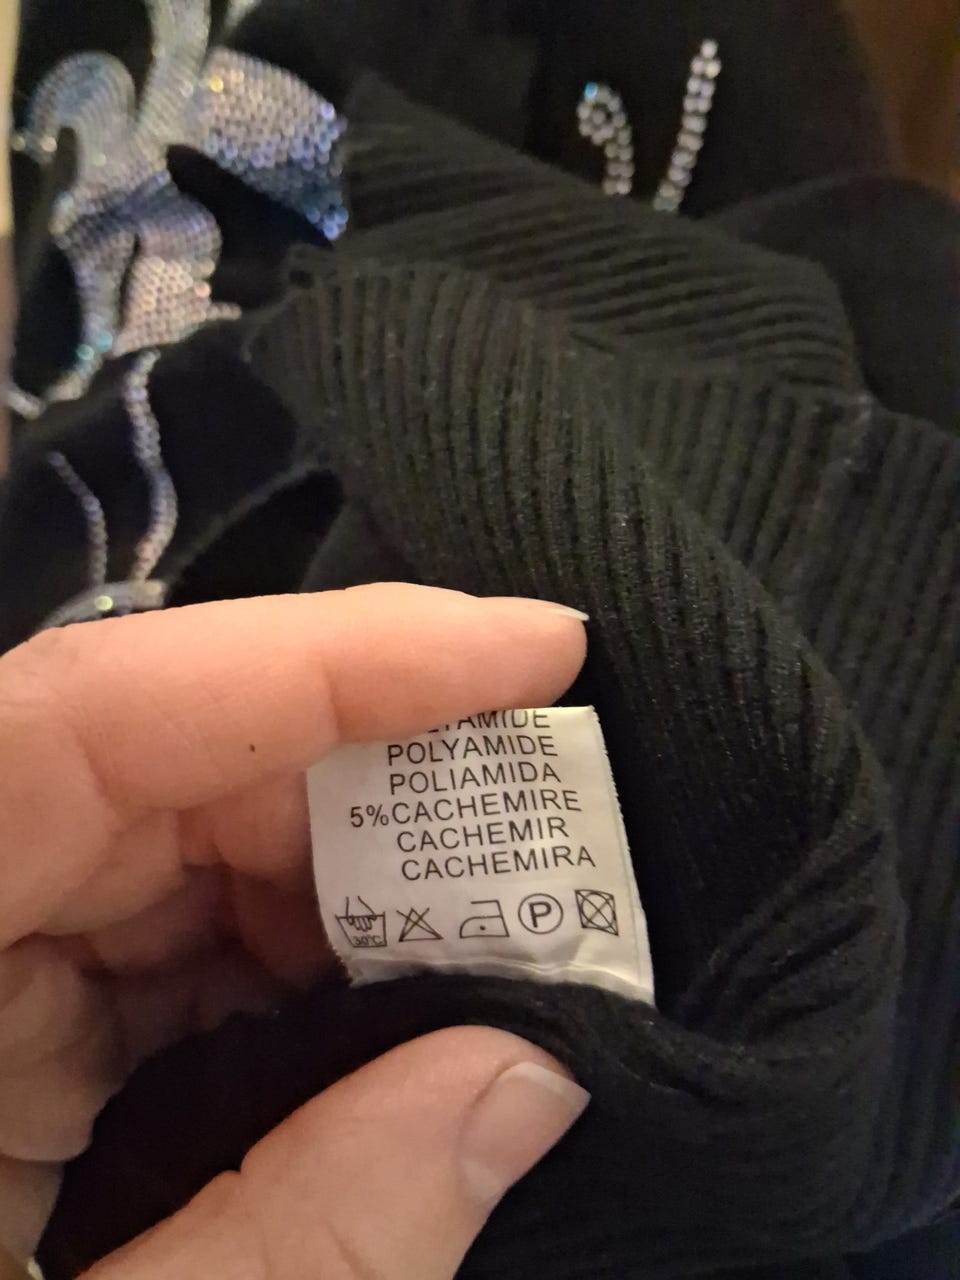 POLYAMIDE
POLIAMIDA
5%CACHEMIRE
CACHEMIR
CACHEMIRA
30°C P